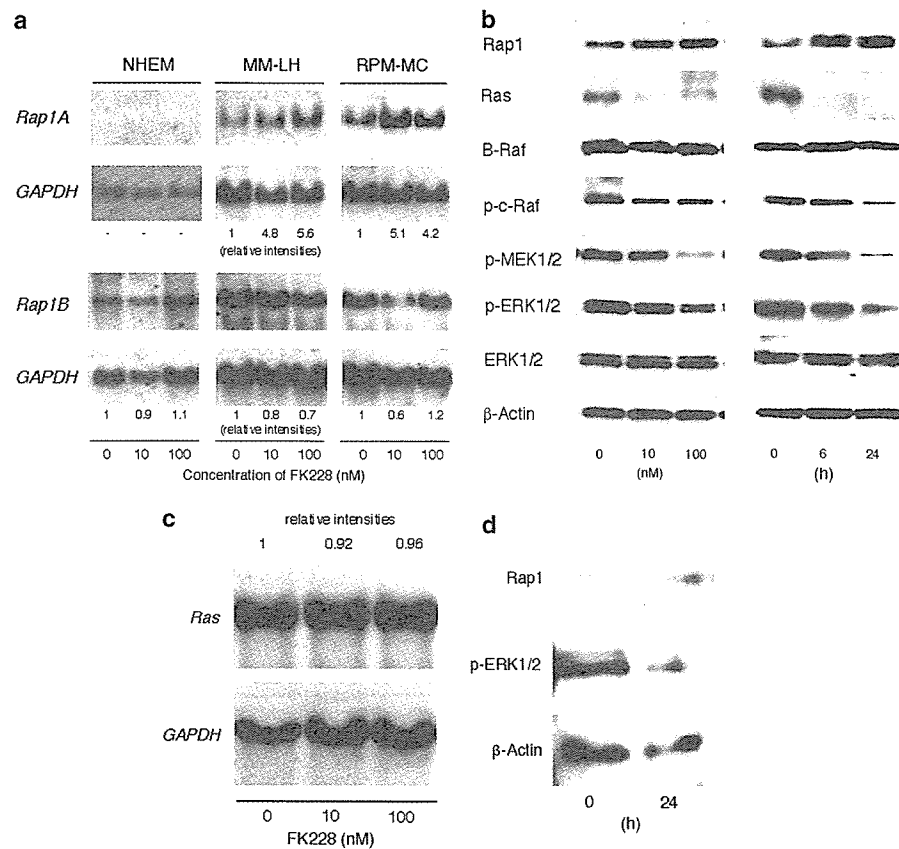 a
NHEM MM-LH RPM-MC
Rap1A
GAPDH
- - - 1 4.8 5.6 1 5.1 4.2
(relative intensities)
Rap1B
GAPDH
1 0.9 1.1 1 0.8 0.7 1 0.6 1.2
(relative intensities)
0 10 100 0 10 100 0 10 100
Concentration of FK228 (nM)
b
Rap1
Ras
B-Raf
p-c-Raf
p-MEK1/2
p-ERK1/2
ERK1/2
β-Actin
0 10 100 0 6 24
(nM) (h)
c
relative intensities
1 0.92 0.96
Ras
GAPDH
0 10 100
FK228 (nM)
d
Rap1
p-ERK1/2
β-Actin
0 24
(h)